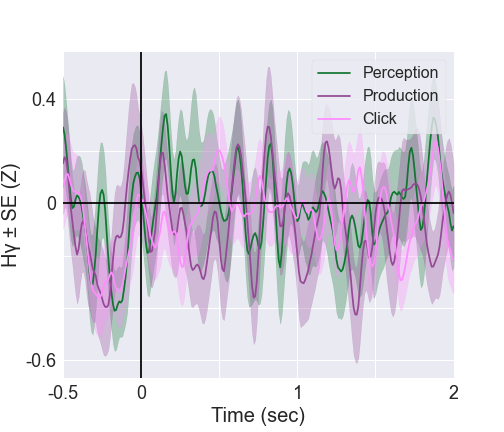 Perception
Production
Click
0.4
0
-0.6
Hγ ± SE (Z)
-0.5 0 1 2
Time (sec)